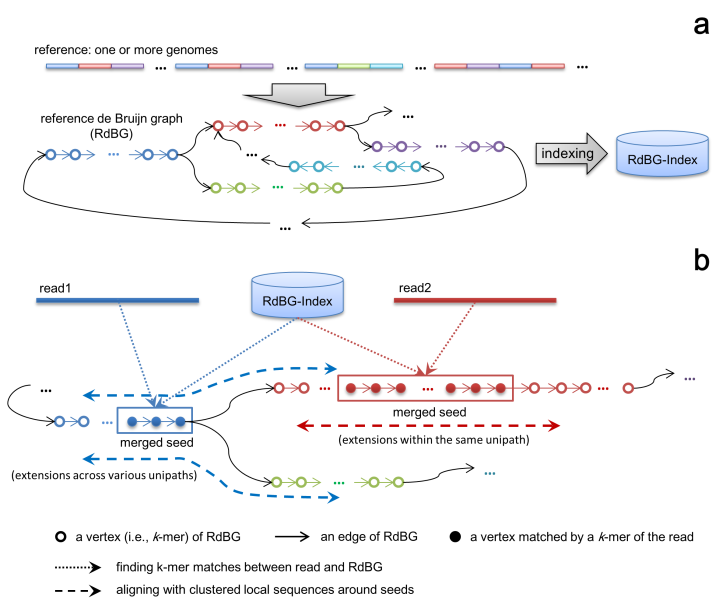 a
reference: one or more genomes
... ... ... ... ...
reference de Bruijn graph
(RdBG)
...
...
...
...
...
...
...
...
indexing
RdBG-Index
b
read1
RdBG-Index
read2
...
...
...
...
...
merged seed
...
...
merged seed
(extensions within the same unipath)
(extensions across various unipaths)
...
...
a vertex (i.e., k-mer) of RdBG
an edge of RdBG
a vertex matched by a k-mer of the read
finding k-mer matches between read and RdBG
aligning with clustered local sequences around seeds